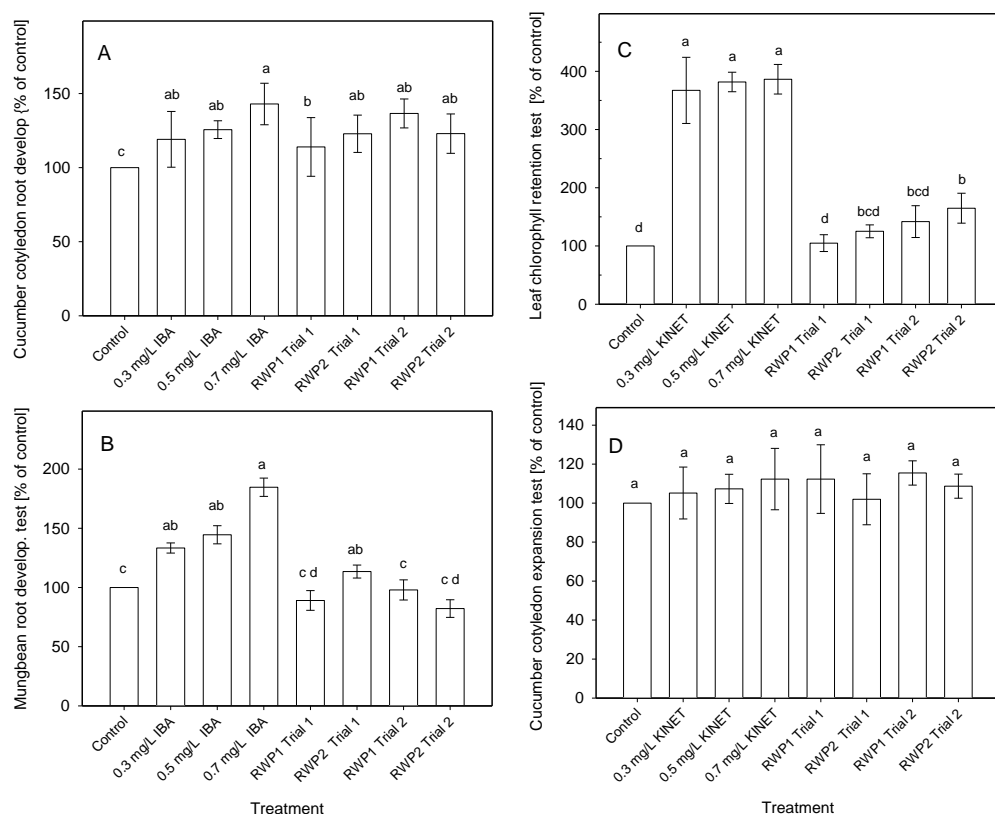 A
Cucumber cotyledon root develop {% of control]
150
100
50
0
c
ab
ab
a
b
ab
ab
ab
Control
0.3 mg/L IBA
0.5 mg/L IBA
0.7 mg/L IBA
RWP1 Trial 1
RWP2 Trial 1
RWP1 Trial 2
RWP2 Trial 2
B
Mungbean root develop. test [% of control]
200
150
100
50
0
c
ab
ab
a
c d
ab
c
c d
Control
0.3 mg/L IBA
0.5 mg/L IBA
0.7 mg/L IBA
RWP1 Trial 1
RWP2 Trial 1
RWP1 Trial 2
RWP2 Trial 2
Treatment
C
Leaf chlorophyll retention test [% of control]
400
300
200
100
0
d
a
a
a
d
bcd
bcd
b
Control
0.3 mg/L KINET
0.5 mg/L KINET
0.7 mg/L KINET
RWP1 Trial 1
RWP2 Trial 1
RWP1 Trial 2
RWP2 Trial 2
D
Cucumber cotyledon expansion test [% of control]
140
120
100
80
60
40
20
0
a
a
a
a
a
a
a
a
Control
0.3 mg/L KINET
0.5 mg/L KINET
0.7 mg/L KINET
RWP1 Trial 1
RWP2 Trial 1
RWP1 Trial 2
RWP2 Trial 2
Treatment